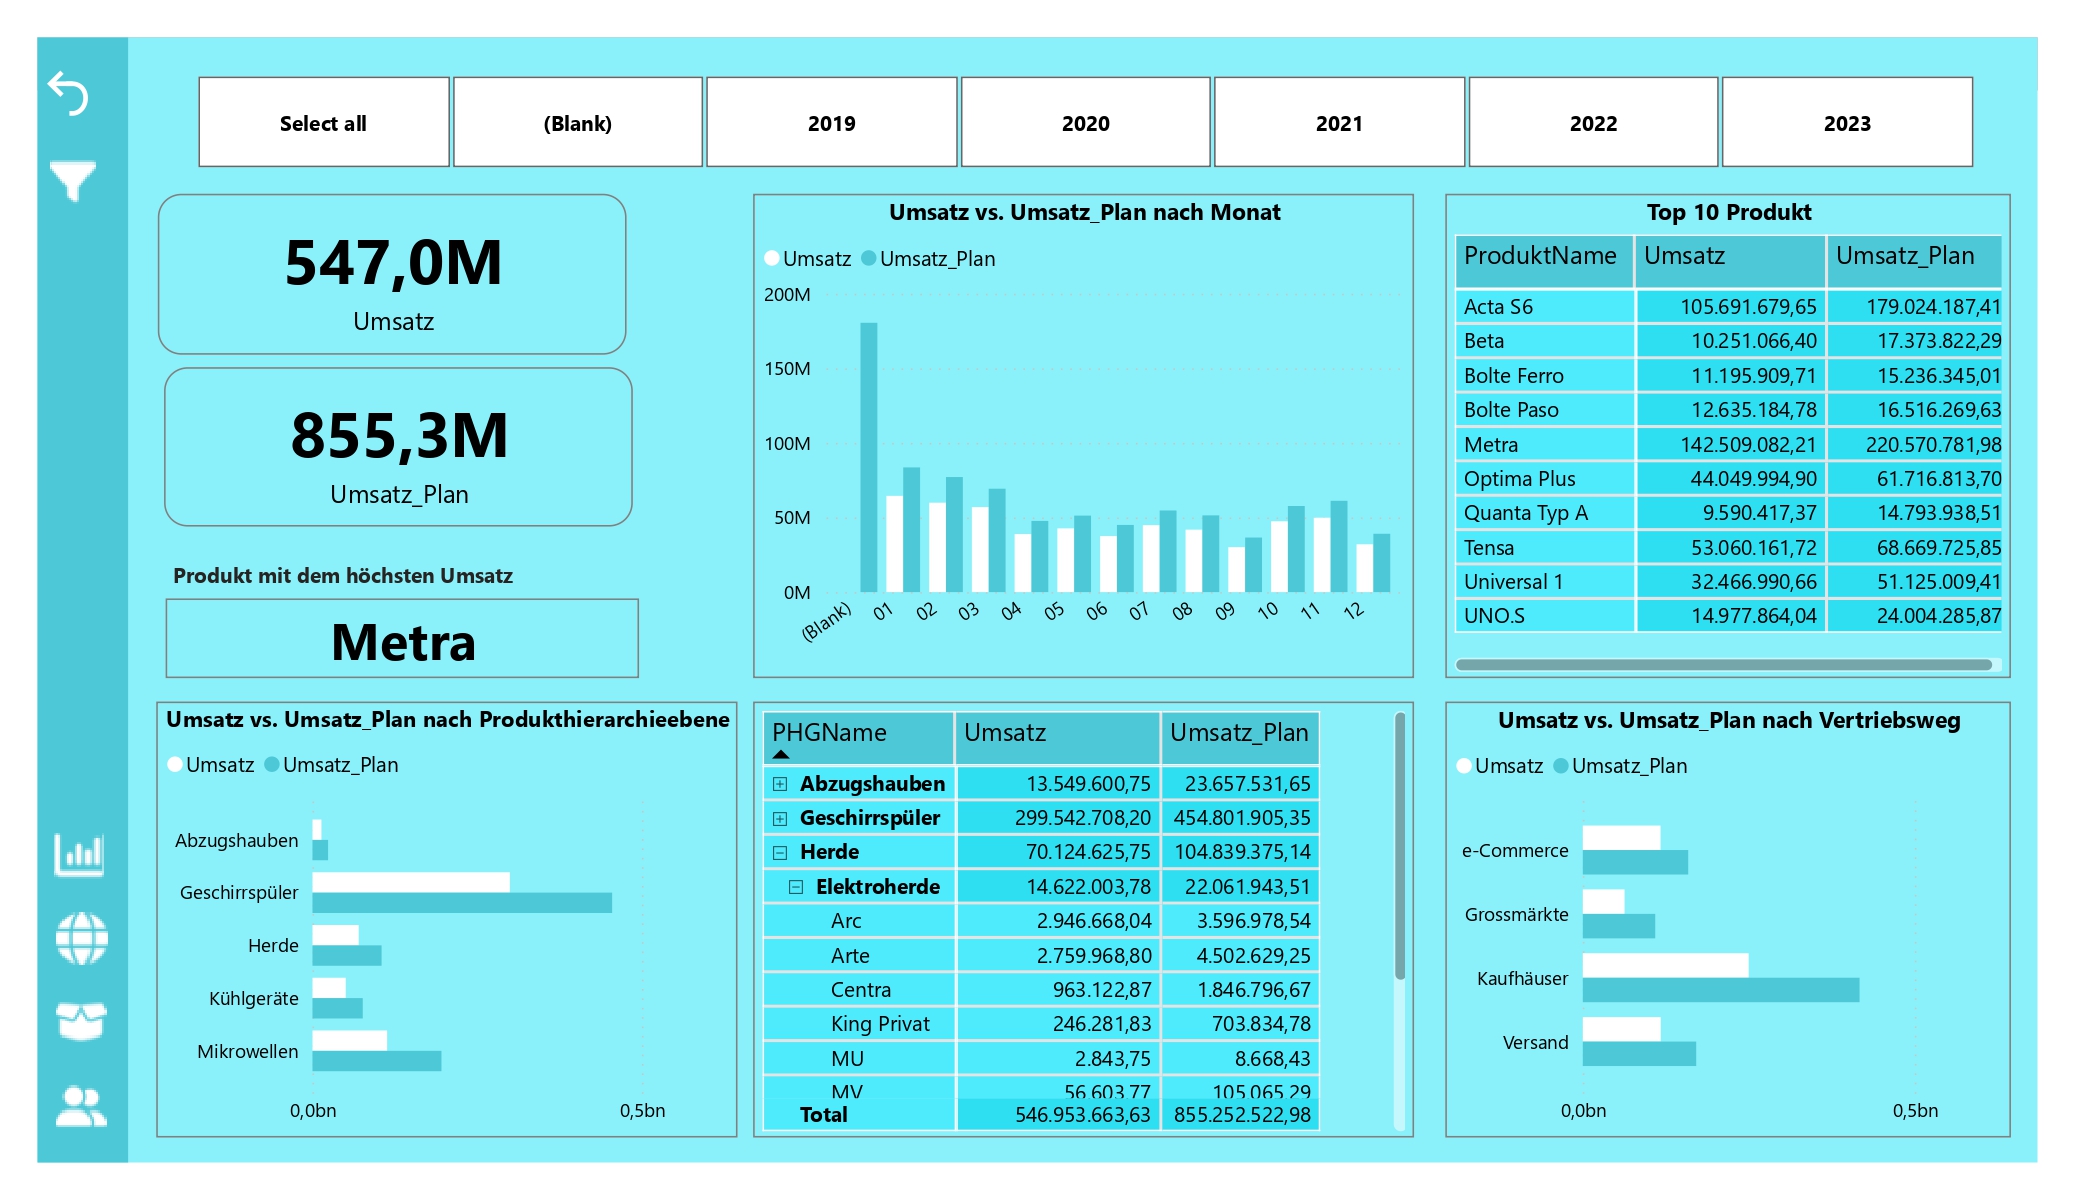 Select all (Blank) 2019 2020 2021 2022 2023
547,0M
Umsatz
855,3M
Umsatz_Plan
Produkt mit dem höchsten Umsatz
Metra
Umsatz vs. Umsatz_Plan nach Monat
Umsatz Umsatz_Plan
200M
150M
100M
50M
0M
(Blank) 01 02 03 04 05 06 07 08 09 10 11 12
Top 10 Produkt
ProduktName Umsatz Umsatz_Plan
Acta S6 105.691.679,65 179.024.187,41
Beta 10.251.066,40 17.373.822,29
Bolte Ferro 11.195.909,71 15.236.345,01
Bolte Paso 12.635.184,78 16.516.269,63
Metra 142.509.082,21 220.570.781,98
Optima Plus 44.049.994,90 61.716.813,70
Quanta Typ A 9.590.417,37 14.793.938,51
Tensa 53.060.161,72 68.669.725,85
Universal 1 32.466.990,66 51.125.009,41
UNO.S 14.977.864,04 24.004.285,87
Umsatz vs. Umsatz_Plan nach Produkthierarchieebene
Umsatz Umsatz_Plan
Abzugshauben
Geschirrspüler
Herde
Kühlgeräte
Mikrowellen
0,0bn 0,5bn
PHGName Umsatz Umsatz_Plan
Abzugshauben 13.549.600,75 23.657.531,65
Geschirrspüler 299.542.708,20 454.801.905,35
Herde 70.124.625,75 104.839.375,14
Elektroherde 14.622.003,78 22.061.943,51
Arc 2.946.668,04 3.596.978,54
Arte 2.759.968,80 4.502.629,25
Centra 963.122,87 1.846.796,67
King Privat 246.281,83 703.834,78
MU 2.843,75 8.668,43
MV 56.603,77 105.065,29
Total 546.953.663,63 855.252.522,98
Umsatz vs. Umsatz_Plan nach Vertriebsweg
Umsatz Umsatz_Plan
e-Commerce
Grossmärkte
Kaufhäuser
Versand
0,0bn 0,5bn